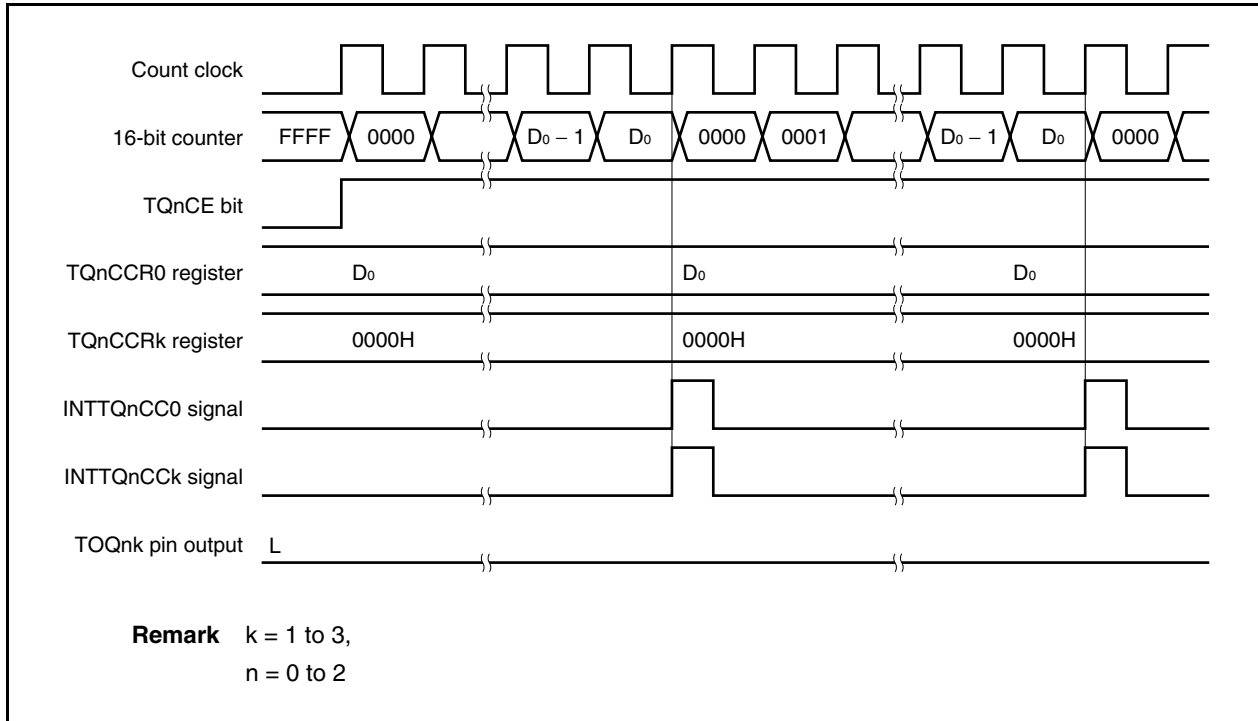 Count clock
16-bit counter FFFF 0000 D0 – 1 D0 0000 0001 D0 – 1 D0 0000
TQnCE bit
TQnCCR0 register D0 D0 D0
TQnCCRk register 0000H 0000H 0000H
INTTQnCC0 signal
INTTQnCCk signal
TOQnk pin output L
Remark k = 1 to 3,
n = 0 to 2